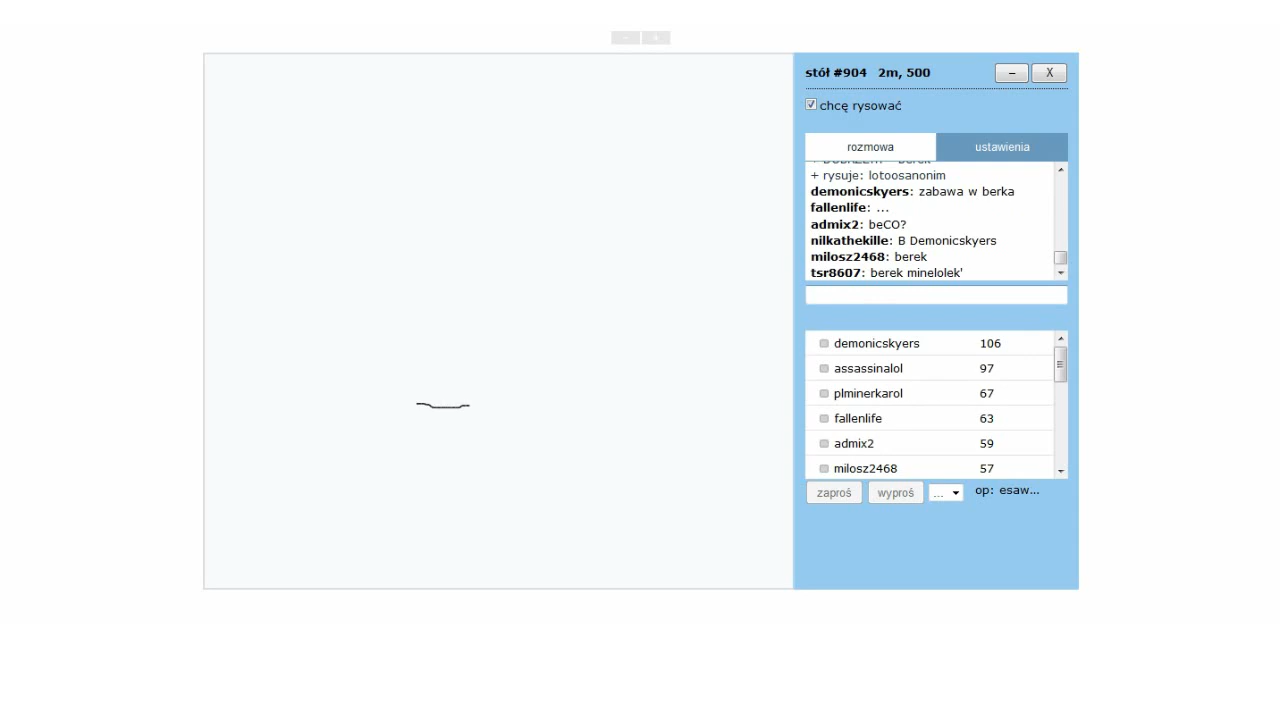 stół #904 2m, 500
–
X
chcę rysować
rozmowa
ustawienia
+ rysuje: lotoosanonim
demonicskyers: zabawa w berka
fallenlife: ...
admix2: beCO?
nilkathekille: B Demonicskyers
milosz2468: berek
tsr8607: berek minelolek'
demonicskyers 106
assassinalol 97
plminerkarol 67
fallenlife 63
admix2 59
milosz2468 57
zaproś
wyproś
...
op: esaw...